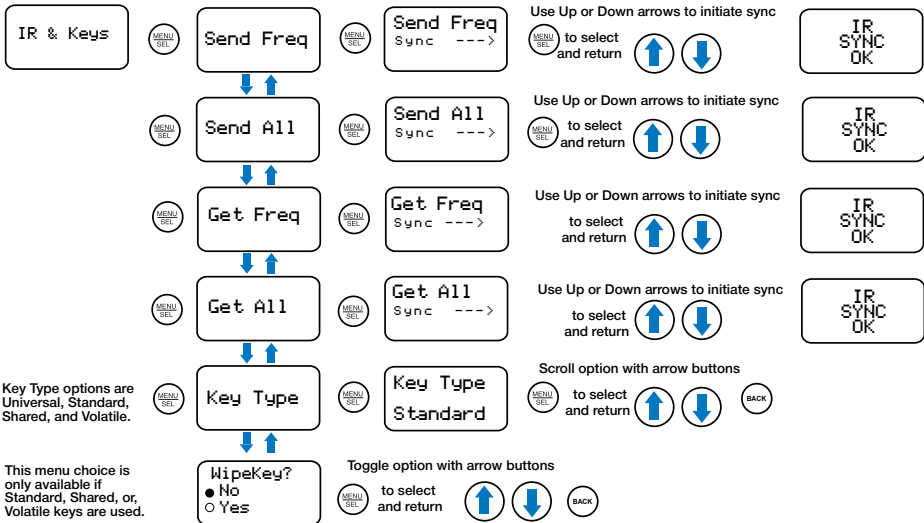 Use Up or Down arrows to initiate sync
IR & Keys
MENU
SEL
Send Freq
MENU
SEL
Send Freq
Sync --->
MENU
SEL
to select
and return
IR
SYNC
OK
Use Up or Down arrows to initiate sync
MENU
SEL
Send All
MENU
SEL
Send All
Sync --->
MENU
SEL
to select
and return
IR
SYNC
OK
Use Up or Down arrows to initiate sync
MENU
SEL
Get Freq
MENU
SEL
Get Freq
Sync --->
to select
and return
IR
SYNC
OK
Use Up or Down arrows to initiate sync
MENU
SEL
Get All
MENU
SEL
Get All
Sync --->
to select
and return
IR
SYNC
OK
Scroll option with arrow buttons
Key Type options are
Universal, Standard,
Shared, and Volatile.
MENU
SEL
Key Type
MENU
SEL
Key Type
Standard
MENU
SEL
to select
and return
BACK
Toggle option with arrow buttons
This menu choice is
only available if
Standard, Shared, or,
Volatile keys are used.
WipeKey?
No
Yes
MENU
SEL
to select
and return
BACK